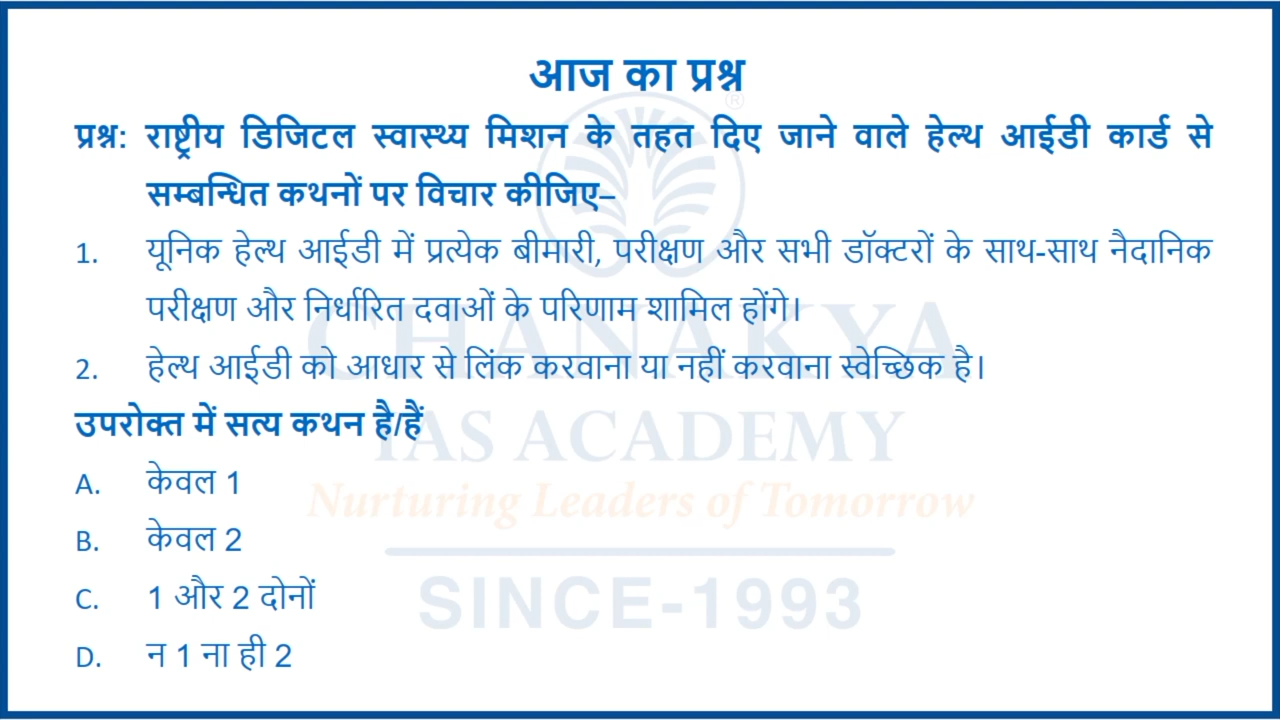 आज का प्रश्न
प्रश्न: राष्ट्रीय डिजिटल स्वास्थ्य मिशन के तहत दिए जाने वाले हेल्थ आईडी कार्ड से
सम्बन्धित कथनों पर विचार कीजिए–
1. यूनिक हेल्थ आईडी में प्रत्येक बीमारी, परीक्षण और सभी डॉक्टरों के साथ-साथ नैदानिक
परीक्षण और निर्धारित दवाओं के परिणाम शामिल होंगे।
2. हेल्थ आईडी को आधार से लिंक करवाना या नहीं करवाना स्वेच्छिक है।
उपरोक्त में सत्य कथन है/हैं
A. केवल 1
B. केवल 2
C. 1 और 2 दोनों
D. न 1 ना ही 2
®
CHANAKYA
IAS ACADEMY
Nurturing Leaders of Tomorrow
SINCE-1993